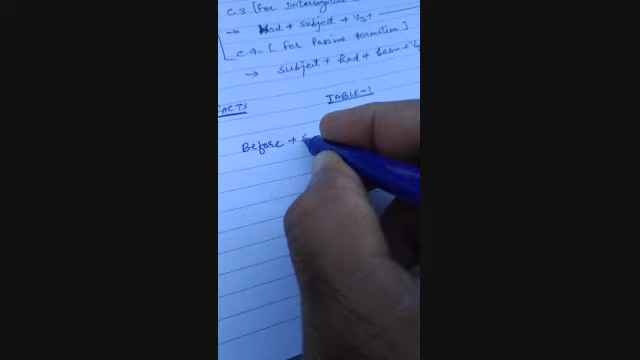 C.3 [For Interrogative
→ Had + subject + V3 +
C.4. [For Passive formation]
→ subject + had + been + V3
FACTS
TABLE-1
Before + S